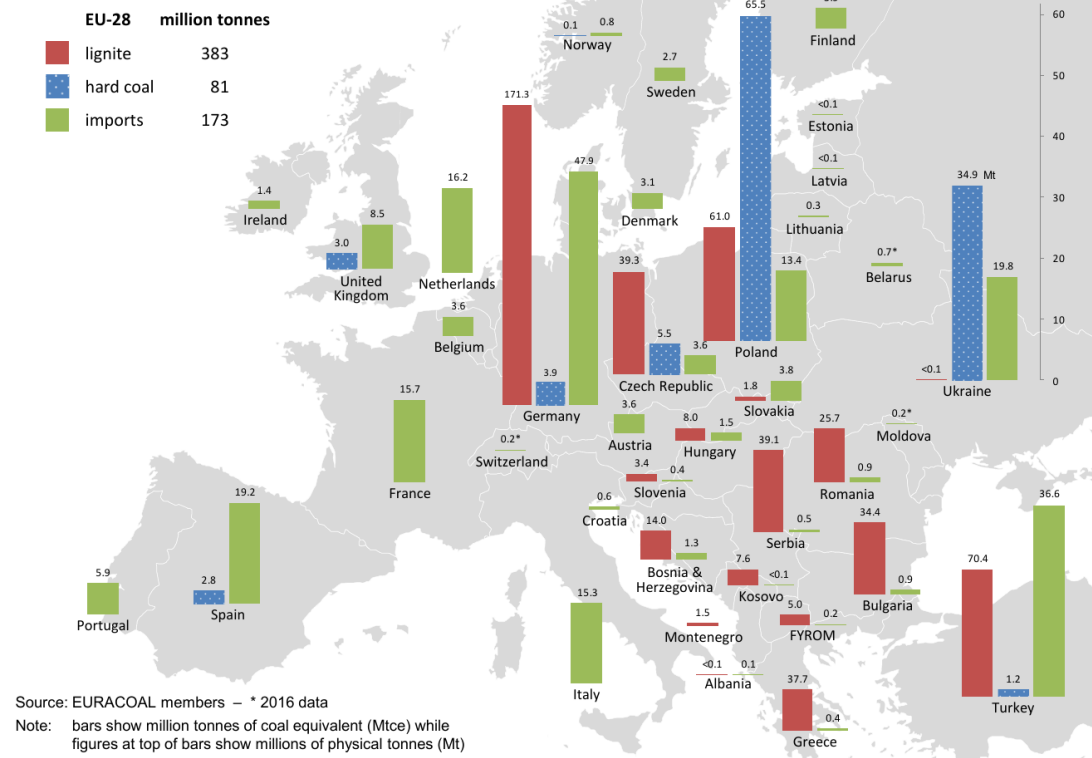 EU-28 million tonnes
lignite 383
hard coal 81
imports 173
0.1 0.8
Norway
2.7
Sweden
65.5
Finland
60
50
40
30
20
10
0
<0.1
Estonia
<0.1
Latvia
0.3
Lithuania
0.7*
Belarus
34.9 Mt
<0.1 19.8
Ukraine
1.4
Ireland
3.0 8.5
United
Kingdom
16.2
Netherlands
3.6
Belgium
171.3
3.9 47.9
Germany
3.1
Denmark
39.3
5.5 3.6
Czech Republic
61.0 13.4
Poland
1.8 3.8
Slovakia
3.6
Austria
8.0 1.5
Hungary
0.2*
Moldova
15.7
France
0.2*
Switzerland
3.4 0.4
Slovenia
0.6
Croatia
39.1 0.5
Serbia
25.7 0.9
Romania
14.0 1.3
Bosnia &
Herzegovina
7.6 <0.1
Kosovo
34.4 0.9
Bulgaria
5.9
Portugal
2.8 19.2
Spain
15.3
Italy
1.5
Montenegro
5.0 0.2
FYROM
<0.1 0.1
Albania
37.7 0.4
Greece
70.4 1.2 36.6
Turkey
Source: EURACOAL members – * 2016 data
Note: bars show million tonnes of coal equivalent (Mtce) while
figures at top of bars show millions of physical tonnes (Mt)